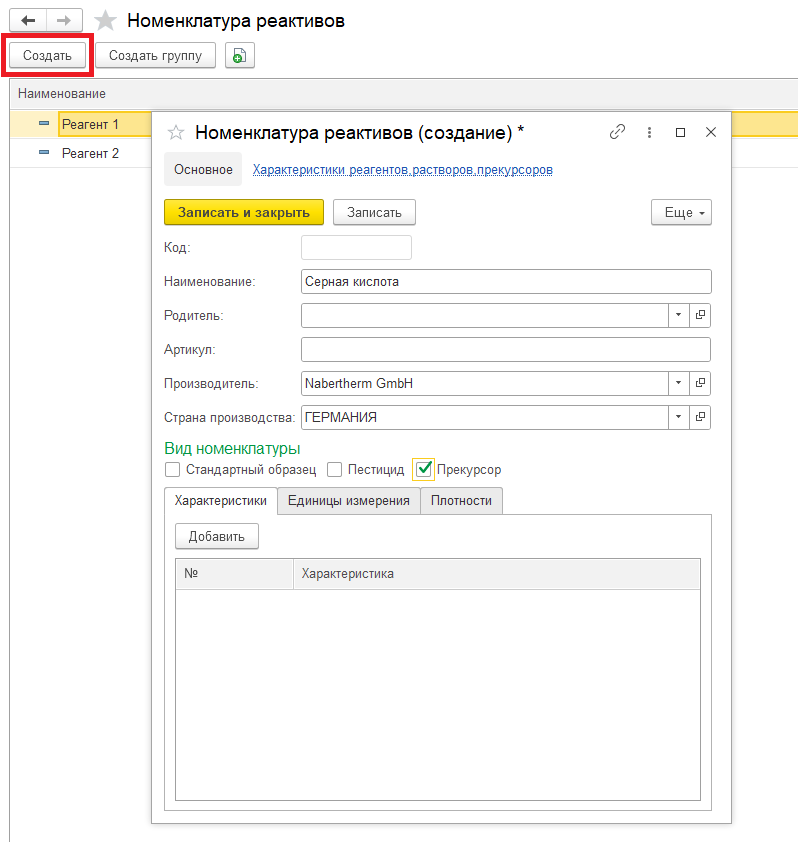 Номенклатура реактивов
Создать Создать группу
Наименование
Реагент 1
Реагент 2
Номенклатура реактивов (создание) *
Основное Характеристики реагентов,растворов,прекурсоров
Записать и закрыть Записать Еще
Код:
Наименование: Серная кислота
Родитель:
Артикул:
Производитель: Nabertherm GmbH
Страна производства: ГЕРМАНИЯ
Вид номенклатуры
Стандартный образец Пестицид Прекурсор
Характеристики Единицы измерения Плотности
Добавить
№ Характеристика